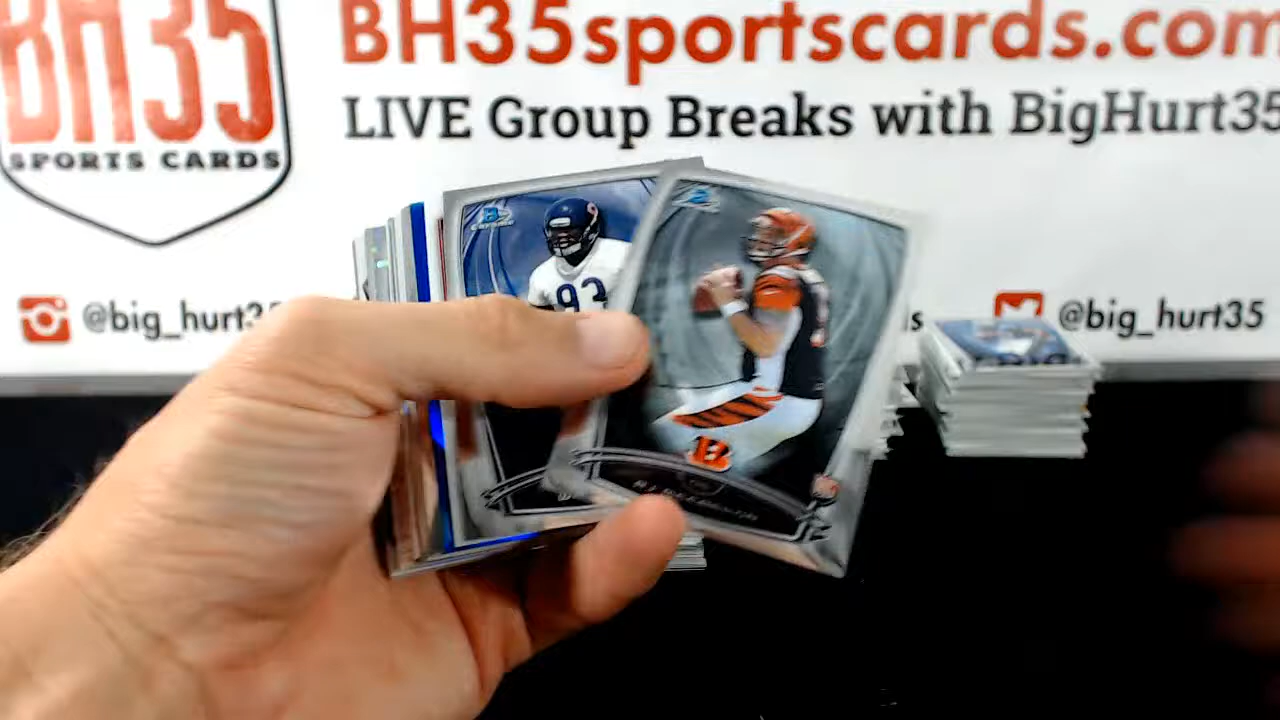 BH35
SPORTS CARDS
BH35sportscards.com
LIVE Group Breaks with BigHurt35
@big_hurt35
@big_hurt35
93
B